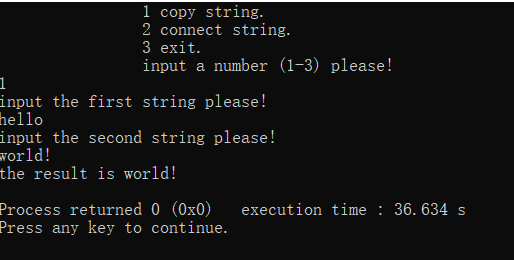 1 copy string.
2 connect string.
3 exit.
input a number (1-3) please!
1
input the first string please!
hello
input the second string please!
world!
the result is world!
Process returned 0 (0x0)   execution time : 36.634 s
Press any key to continue.